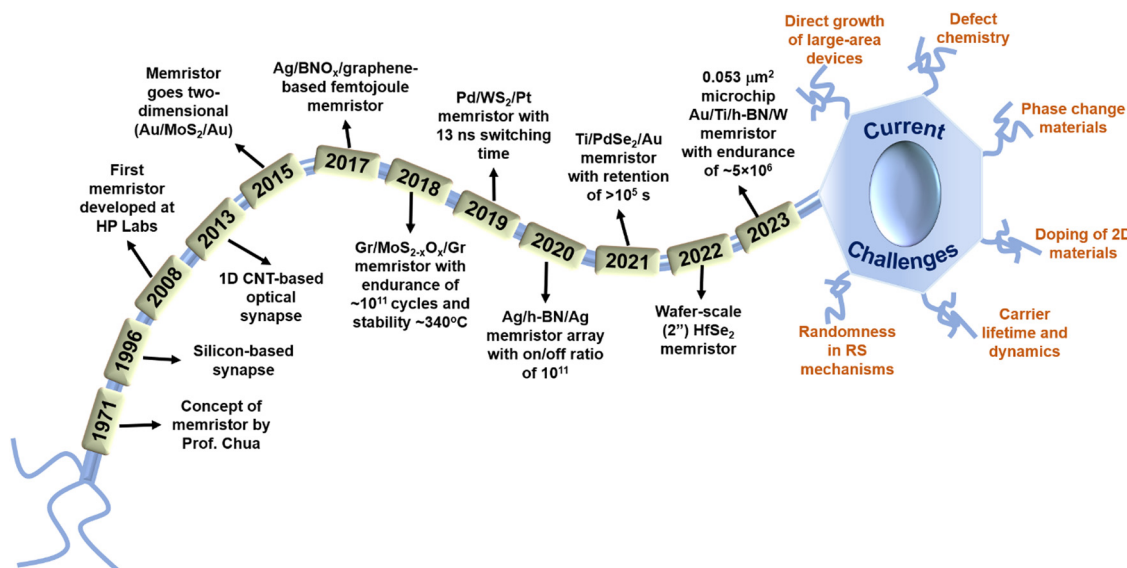 1971
Concept of
memristor by
Prof. Chua
1996
Silicon-based
synapse
2008
First
memristor
developed at
HP Labs
2013
1D CNT-based
optical
synapse
2015
Memristor
goes two-
dimensional
(Au/MoS₂/Au)
2017
Ag/BNOₓ/graphene-
based femtojoule
memristor
2018
Gr/MoS₂₋ₓOₓ/Gr
memristor with
endurance of
~10¹¹ cycles and
stability ~340ºC
2019
Pd/WS₂/Pt
memristor with
13 ns switching
time
2020
Ag/h-BN/Ag
memristor array
with on/off ratio
of 10¹¹
2021
Ti/PdSe₂/Au
memristor
with retention
of >10⁵ s
2022
Wafer-scale
(2”) HfSe₂
memristor
2023
0.053 µm²
microchip
Au/Ti/h-BN/W
memristor
with endurance
of ~5×10⁶
Current
Challenges
Direct growth
of large-area
devices
Defect
chemistry
Phase change
materials
Doping of 2D
materials
Carrier
lifetime and
dynamics
Randomness
in RS
mechanisms